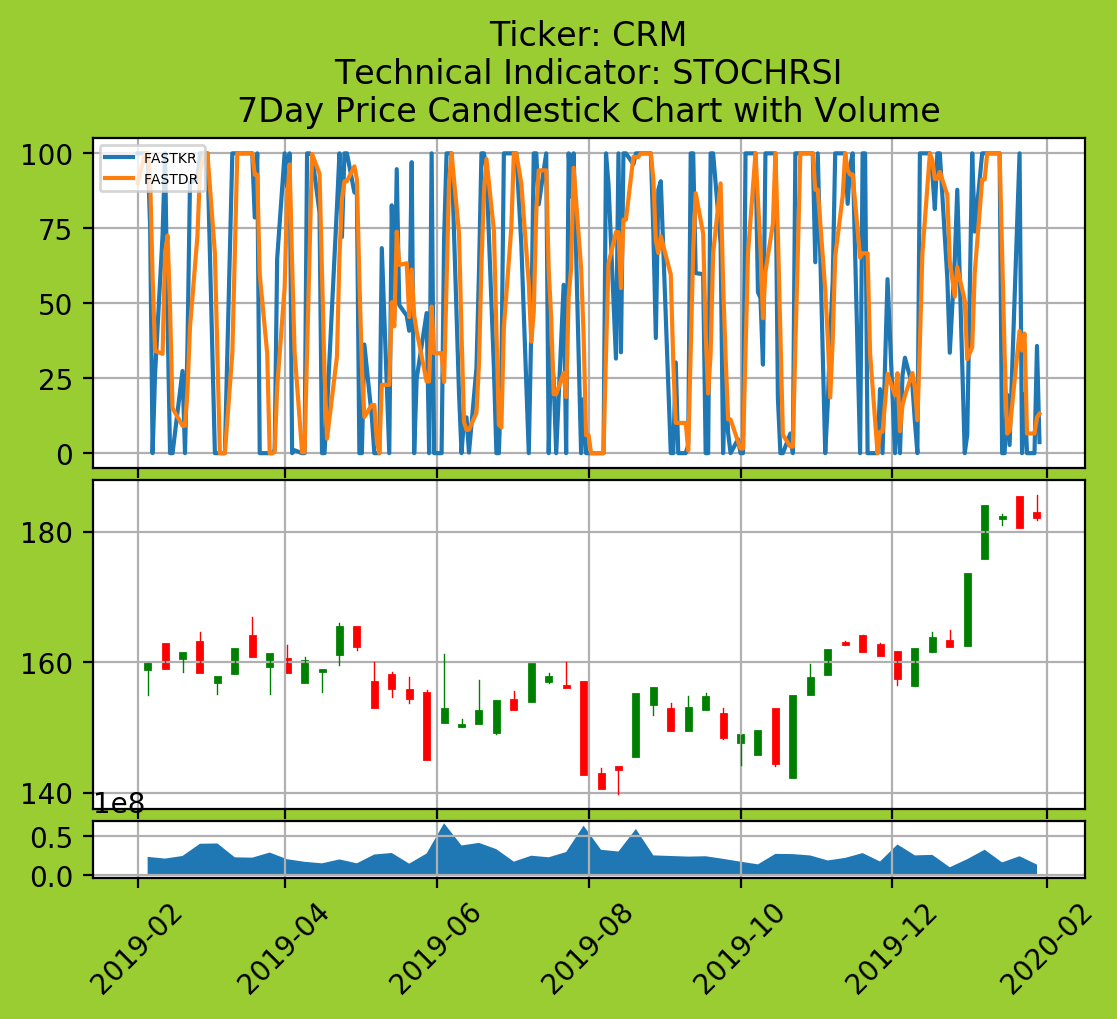 Ticker: CRM
Technical Indicator: STOCHRSI
7Day Price Candlestick Chart with Volume
100
75
50
25
0
FASTKR
FASTDR
180
160
140
1e8
0.5
0.0
2019-02
2019-04
2019-06
2019-08
2019-10
2019-12
2020-02